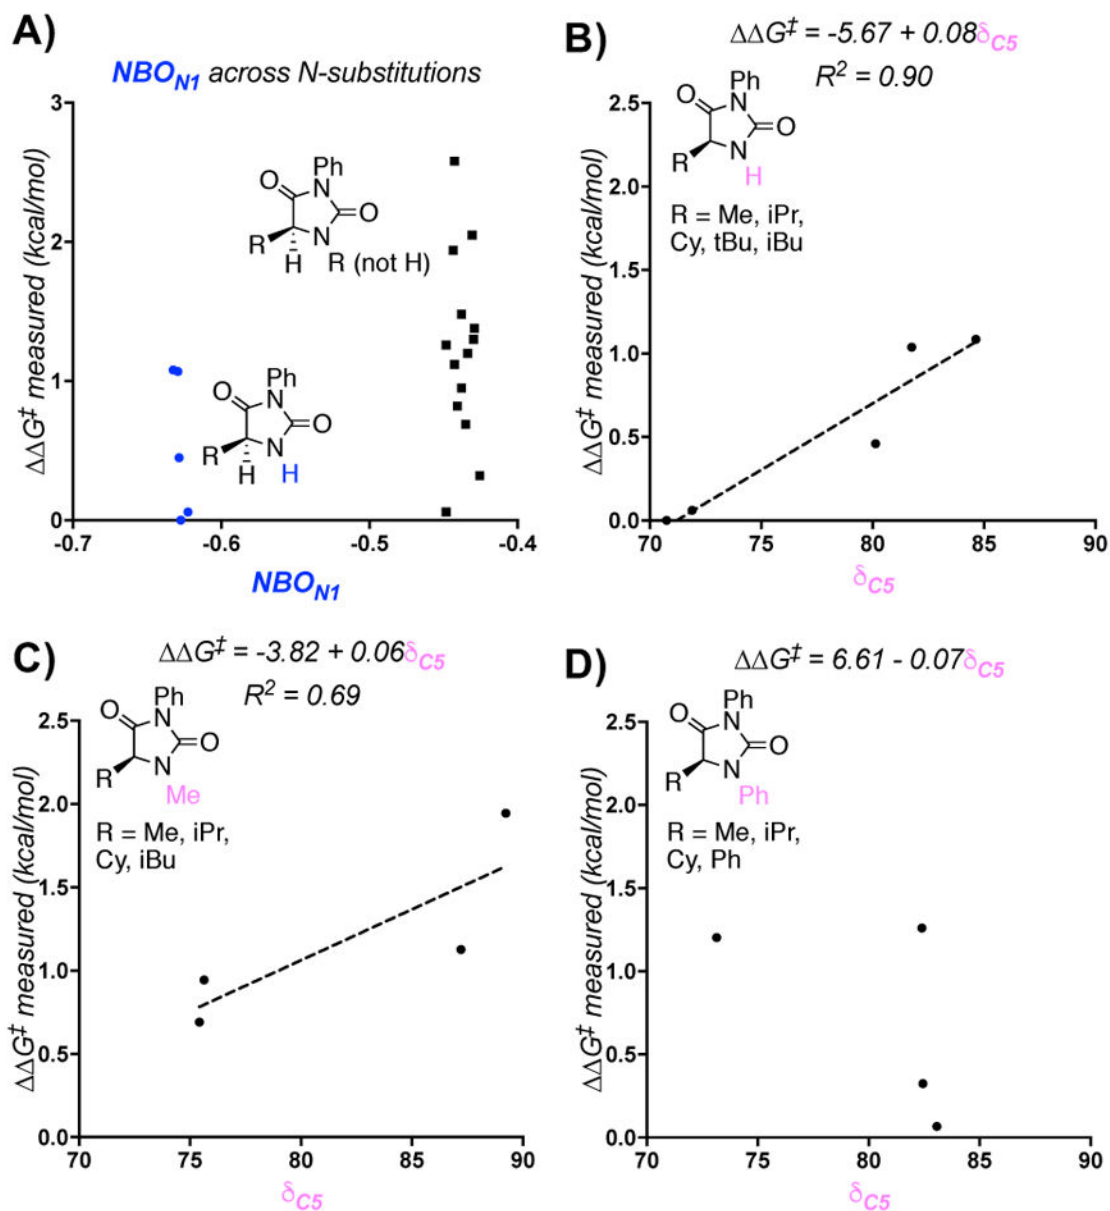 A)
NBO_N1 across N-substitutions
ΔΔG‡ measured (kcal/mol)
3
2
1
0
-0.7
-0.6
-0.5
-0.4
NBO_N1
Ph
O
N
O
R
N
H
R (not H)
Ph
O
N
O
R
N
H
H
B)
ΔΔG‡ = -5.67 + 0.08δ_C5
R² = 0.90
ΔΔG‡ measured (kcal/mol)
2.5
2.0
1.5
1.0
0.5
0.0
70
75
80
85
90
δ_C5
Ph
O
N
O
R
N
H
R = Me, iPr,
Cy, tBu, iBu
C)
ΔΔG‡ = -3.82 + 0.06δ_C5
R² = 0.69
ΔΔG‡ measured (kcal/mol)
2.5
2.0
1.5
1.0
0.5
0.0
70
75
80
85
90
δ_C5
Ph
O
N
O
R
N
Me
R = Me, iPr,
Cy, iBu
D)
ΔΔG‡ = 6.61 - 0.07δ_C5
ΔΔG‡ measured (kcal/mol)
2.5
2.0
1.5
1.0
0.5
0.0
70
75
80
85
90
δ_C5
Ph
O
N
O
R
N
Ph
R = Me, iPr,
Cy, Ph